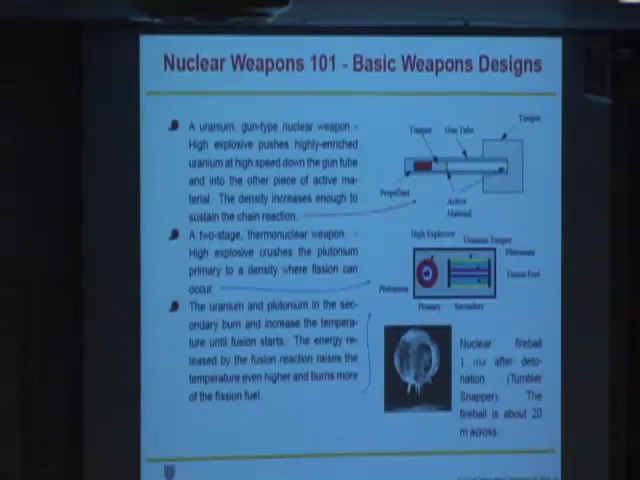 Nuclear Weapons 101 - Basic Weapons Designs
A uranium, gun-type nuclear weapon -
High explosive pushes highly-enriched
uranium at high speed down the gun tube
and into the other piece of active ma-
terial. The density increases enough to
sustain the chain reaction.
A two-stage, thermonuclear weapon. -
High explosive crushes the plutonium
primary to a density where fission can
occur.
The uranium and plutonium in the sec-
ondary burn and increase the tempera-
ture until fusion starts. The energy re-
leased by the fusion reaction raises the
temperature even higher and burns more
of the fission fuel.
Tamper
Tamper
Gun Tube
Propellant
Active
Material
High Explosive
Uranium Tamper
Plutonium
Fusion Fuel
Plutonium
Primary
Secondary
Nuclear fireball
1 ms after deto-
nation (Tumbler
Snapper). The
fireball is about 20
m across.